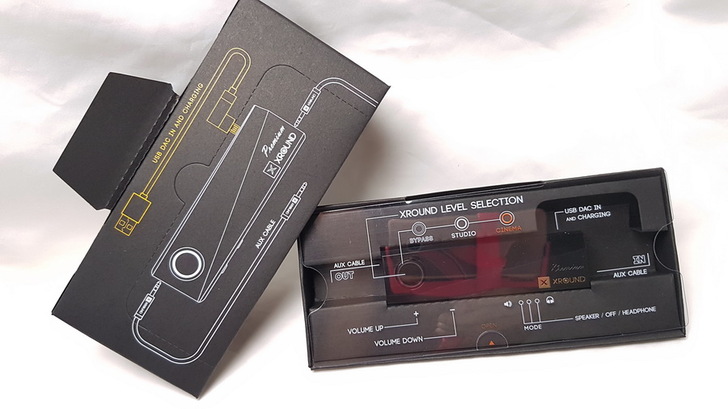 USB DAC IN AND CHARGING
Premium
XROUND
AUX CABLE
XROUND LEVEL SELECTION
BYPASS
STUDIO
CINEMA
USB DAC IN
AND CHARGING
AUX CABLE
OUT
IN
AUX CABLE
Premium
XROUND
VOLUME UP
+
VOLUME DOWN
−
MODE
SPEAKER / OFF / HEADPHONE